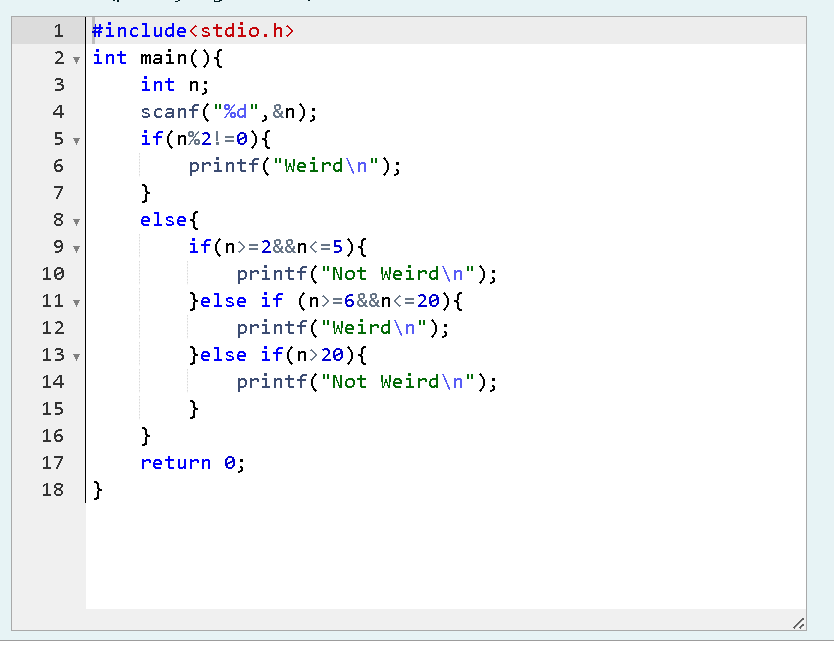 1 #include<stdio.h>
2 int main(){
3     int n;
4     scanf("%d",&n);
5     if(n%2!=0){
6         printf("Weird\n");
7     }
8     else{
9         if(n>=2&&n<=5){
10             printf("Not Weird\n");
11         }else if (n>=6&&n<=20){
12             printf("Weird\n");
13         }else if(n>20){
14             printf("Not Weird\n");
15         }
16     }
17     return 0;
18 }